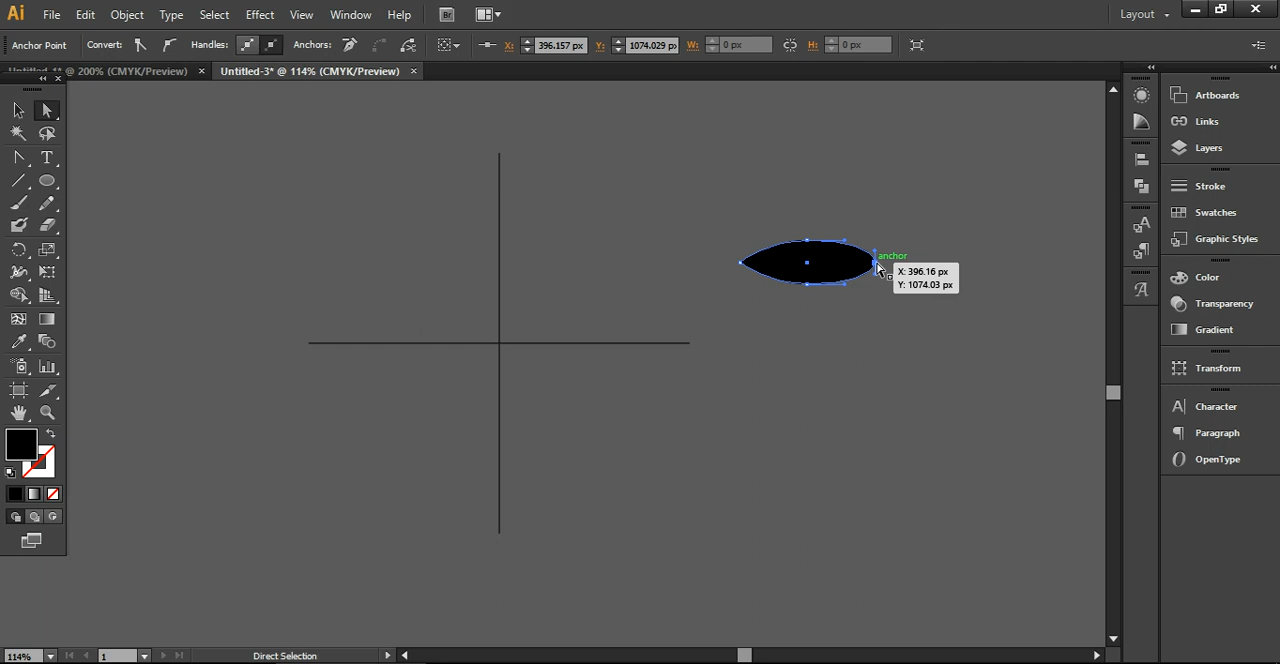 Ai File Edit Object Type Select Effect View Window Help Br Layout
Anchor Point Convert: Handles: Anchors: X: 396.157 px Y: 1074.029 px W: 0 px H: 0 px
@ 200% (CMYK/Preview) × Untitled-3* @ 114% (CMYK/Preview) ×
Artboards
Links
Layers
Stroke
Swatches
Graphic Styles
Color
Transparency
Gradient
Transform
Character
Paragraph
OpenType
anchor
X: 396.16 px
Y: 1074.03 px
114% 1 Direct Selection